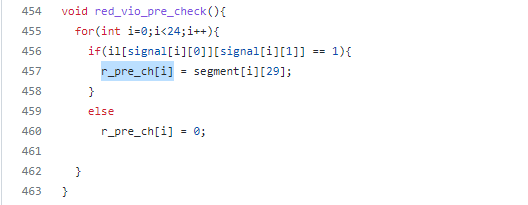 454 void red_vio_pre_check(){
455 for(int i=0;i<24;i++){
456 if(il[signal[i][0]][signal[i][1]] == 1){
457 r_pre_ch[i] = segment[i][29];
458 }
459 else
460 r_pre_ch[i] = 0;
461
462 }
463 }